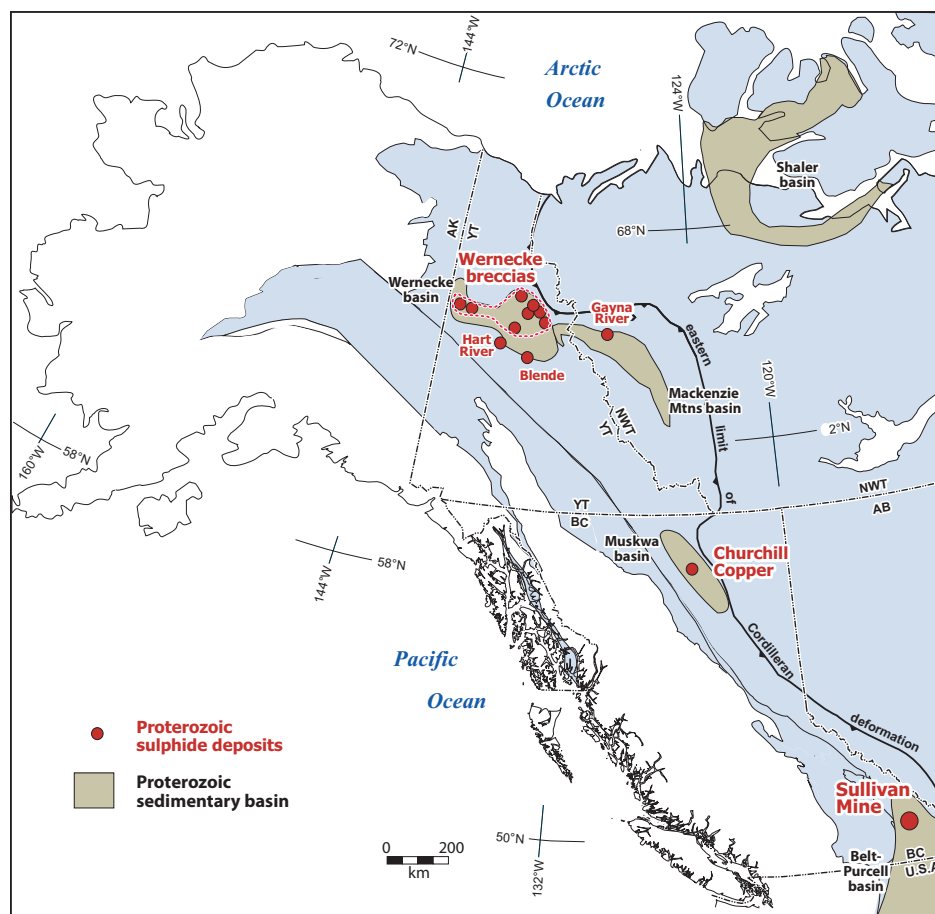 72°N
144°W
Arctic
Ocean
124°W
Shaler
basin
68°N
AK
YT
Wernecke
breccias
Wernecke
basin
Gayna
River
Hart
River
Blende
eastern
limit
of
Cordilleran
deformation
120°W
Mackenzie
Mtns basin
2°N
NWT
YT
160°W
58°N
NWT
AB
YT
BC
Muskwa
basin
Churchill
Copper
58°N
144°W
Pacific
Ocean
Proterozoic
sulphide deposits
Proterozoic
sedimentary basin
Sullivan
Mine
0 200
km
50°N
132°W
Belt-
Purcell
basin
BC
U.S.A